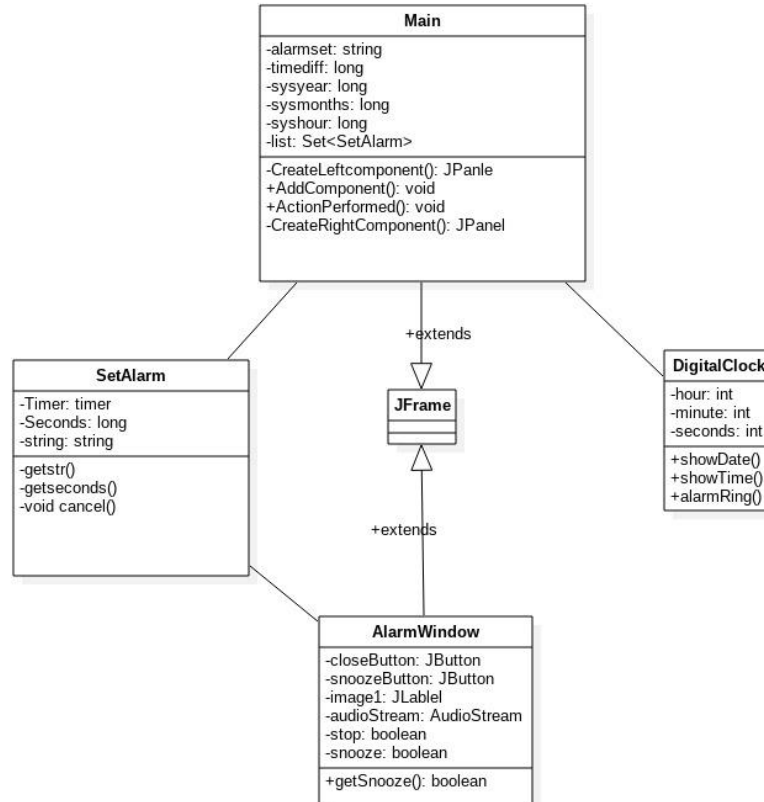 Main
-alarmset: string
-timediff: long
-sysyear: long
-sysmonths: long
-syshour: long
-list: Set<SetAlarm>
-CreateLeftcomponent(): JPanle
+AddComponent(): void
+ActionPerformed(): void
-CreateRightComponent(): JPanel
+extends
SetAlarm
-Timer: timer
-Seconds: long
-string: string
-getstr()
-getseconds()
-void cancel()
JFrame
DigitalClock
-hour: int
-minute: int
-seconds: int
+showDate()
+showTime()
+alarmRing()
+extends
AlarmWindow
-closeButton: JButton
-snoozeButton: JButton
-image1: JLablel
-audioStream: AudioStream
-stop: boolean
-snooze: boolean
+getSnooze(): boolean